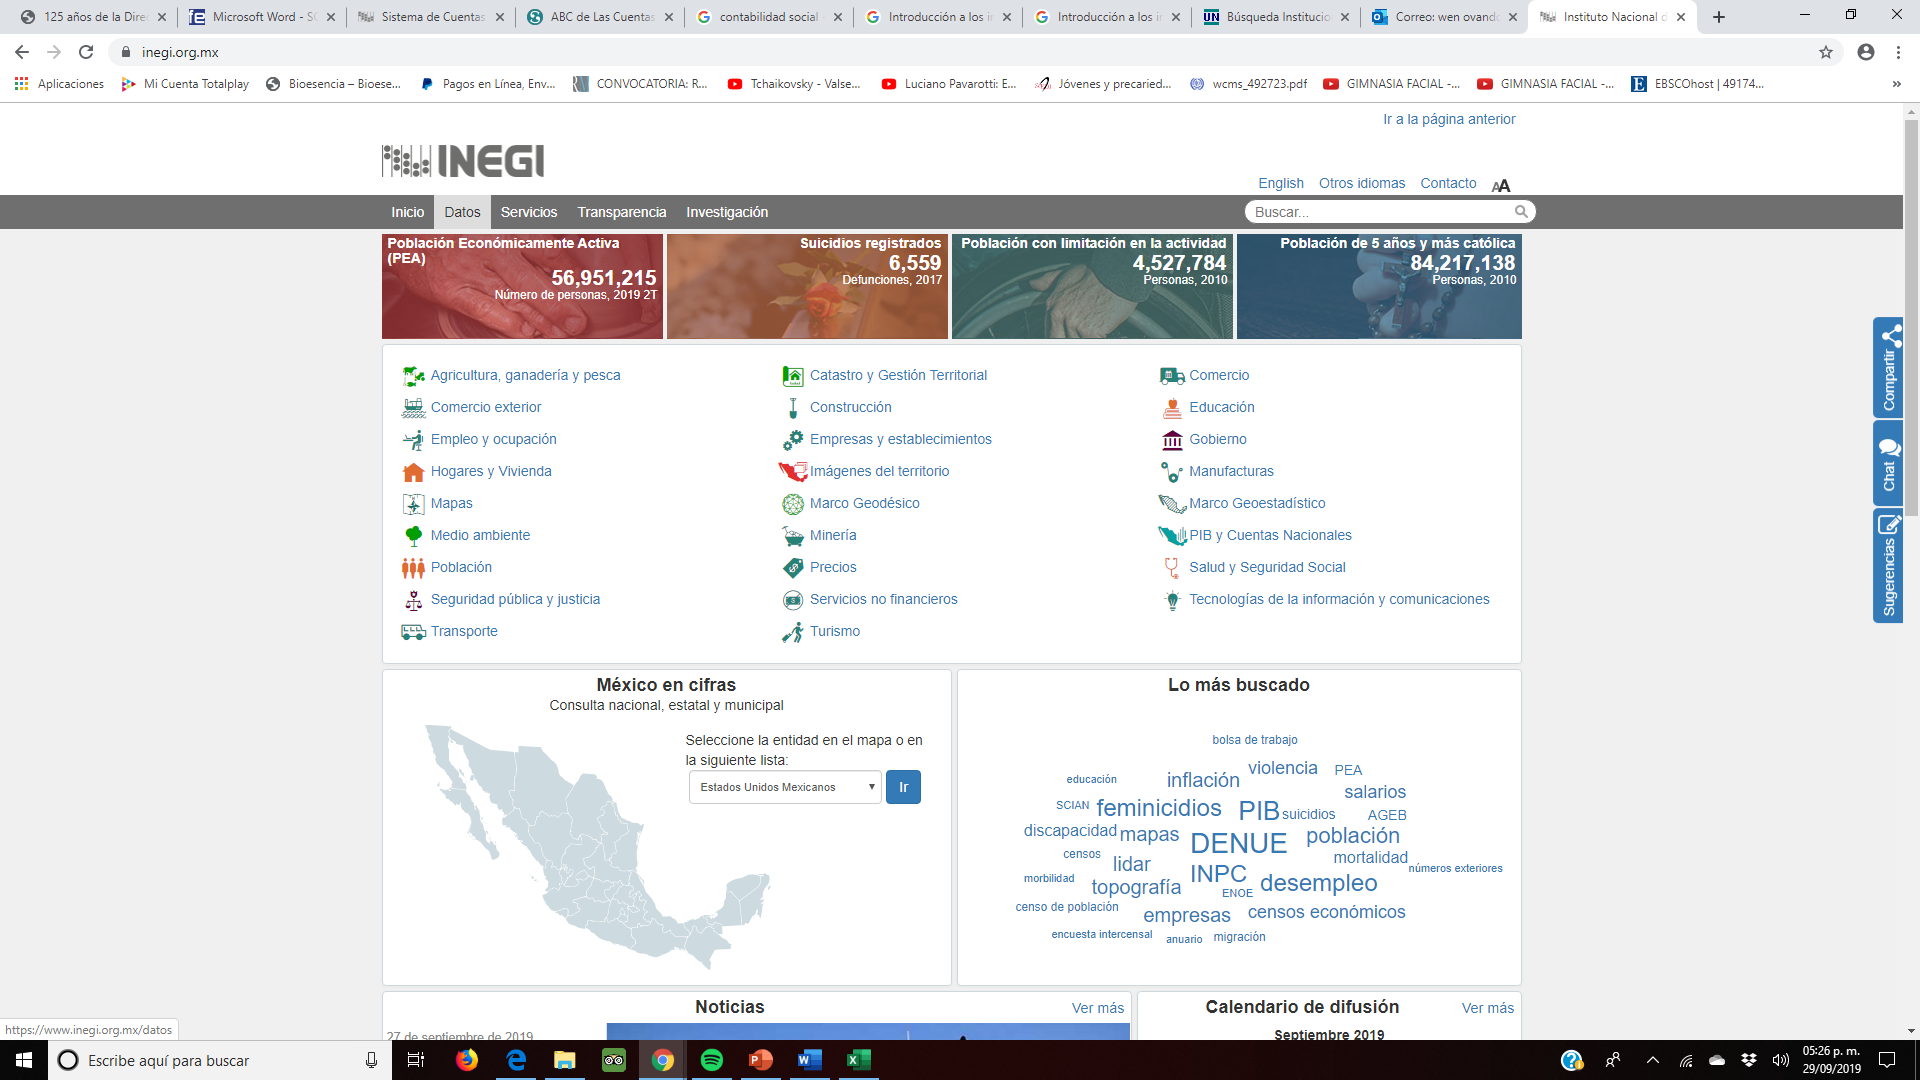 125 años de la Direc
Microsoft Word - SC
Sistema de Cuentas
ABC de Las Cuentas
contabilidad social -
Introducción a los in
Introducción a los in
Búsqueda Institucio
Correo: wen ovand
Instituto Nacional d
inegi.org.mx
Aplicaciones
Mi Cuenta Totalplay
Bioesencia – Bioese...
Pagos en Línea, Env...
CONVOCATORIA: R...
Tchaikovsky - Valse...
Luciano Pavarotti: E...
Jóvenes y precaried...
wcms_492723.pdf
GIMNASIA FACIAL -...
GIMNASIA FACIAL -...
EBSCOhost | 49174...
»
Ir a la página anterior
INEGI
English Otros idiomas Contacto AA
Inicio Datos Servicios Transparencia Investigación
Buscar...
Población Económicamente Activa
(PEA)
56,951,215
Número de personas, 2019 2T
Suicidios registrados
6,559
Defunciones, 2017
Población con limitación en la actividad
4,527,784
Personas, 2010
Población de 5 años y más católica
84,217,138
Personas, 2010
Agricultura, ganadería y pesca
Catastro y Gestión Territorial
Comercio
Comercio exterior
Construcción
Educación
Empleo y ocupación
Empresas y establecimientos
Gobierno
Hogares y Vivienda
Imágenes del territorio
Manufacturas
Mapas
Marco Geodésico
Marco Geoestadístico
Medio ambiente
Minería
PIB y Cuentas Nacionales
Población
Precios
Salud y Seguridad Social
Seguridad pública y justicia
Servicios no financieros
Tecnologías de la información y comunicaciones
Transporte
Turismo
Compartir
Chat
Sugerencias
México en cifras
Consulta nacional, estatal y municipal
Seleccione la entidad en el mapa o en
la siguiente lista:
Estados Unidos Mexicanos
Ir
Lo más buscado
bolsa de trabajo
educación inflación violencia PEA
salarios
SCIAN feminicidios PIB suicidios AGEB
discapacidad mapas DENUE población
censos lidar mortalidad
morbilidad INPC números exteriores
topografía ENOE desempleo
censo de población empresas censos económicos
encuesta intercensal anuario migración
Noticias
Ver más
27 de septiembre de 2019
Calendario de difusión
Ver más
Septiembre 2019
https://www.inegi.org.mx/datos
Escribe aquí para buscar
05:26 p. m.
29/09/2019